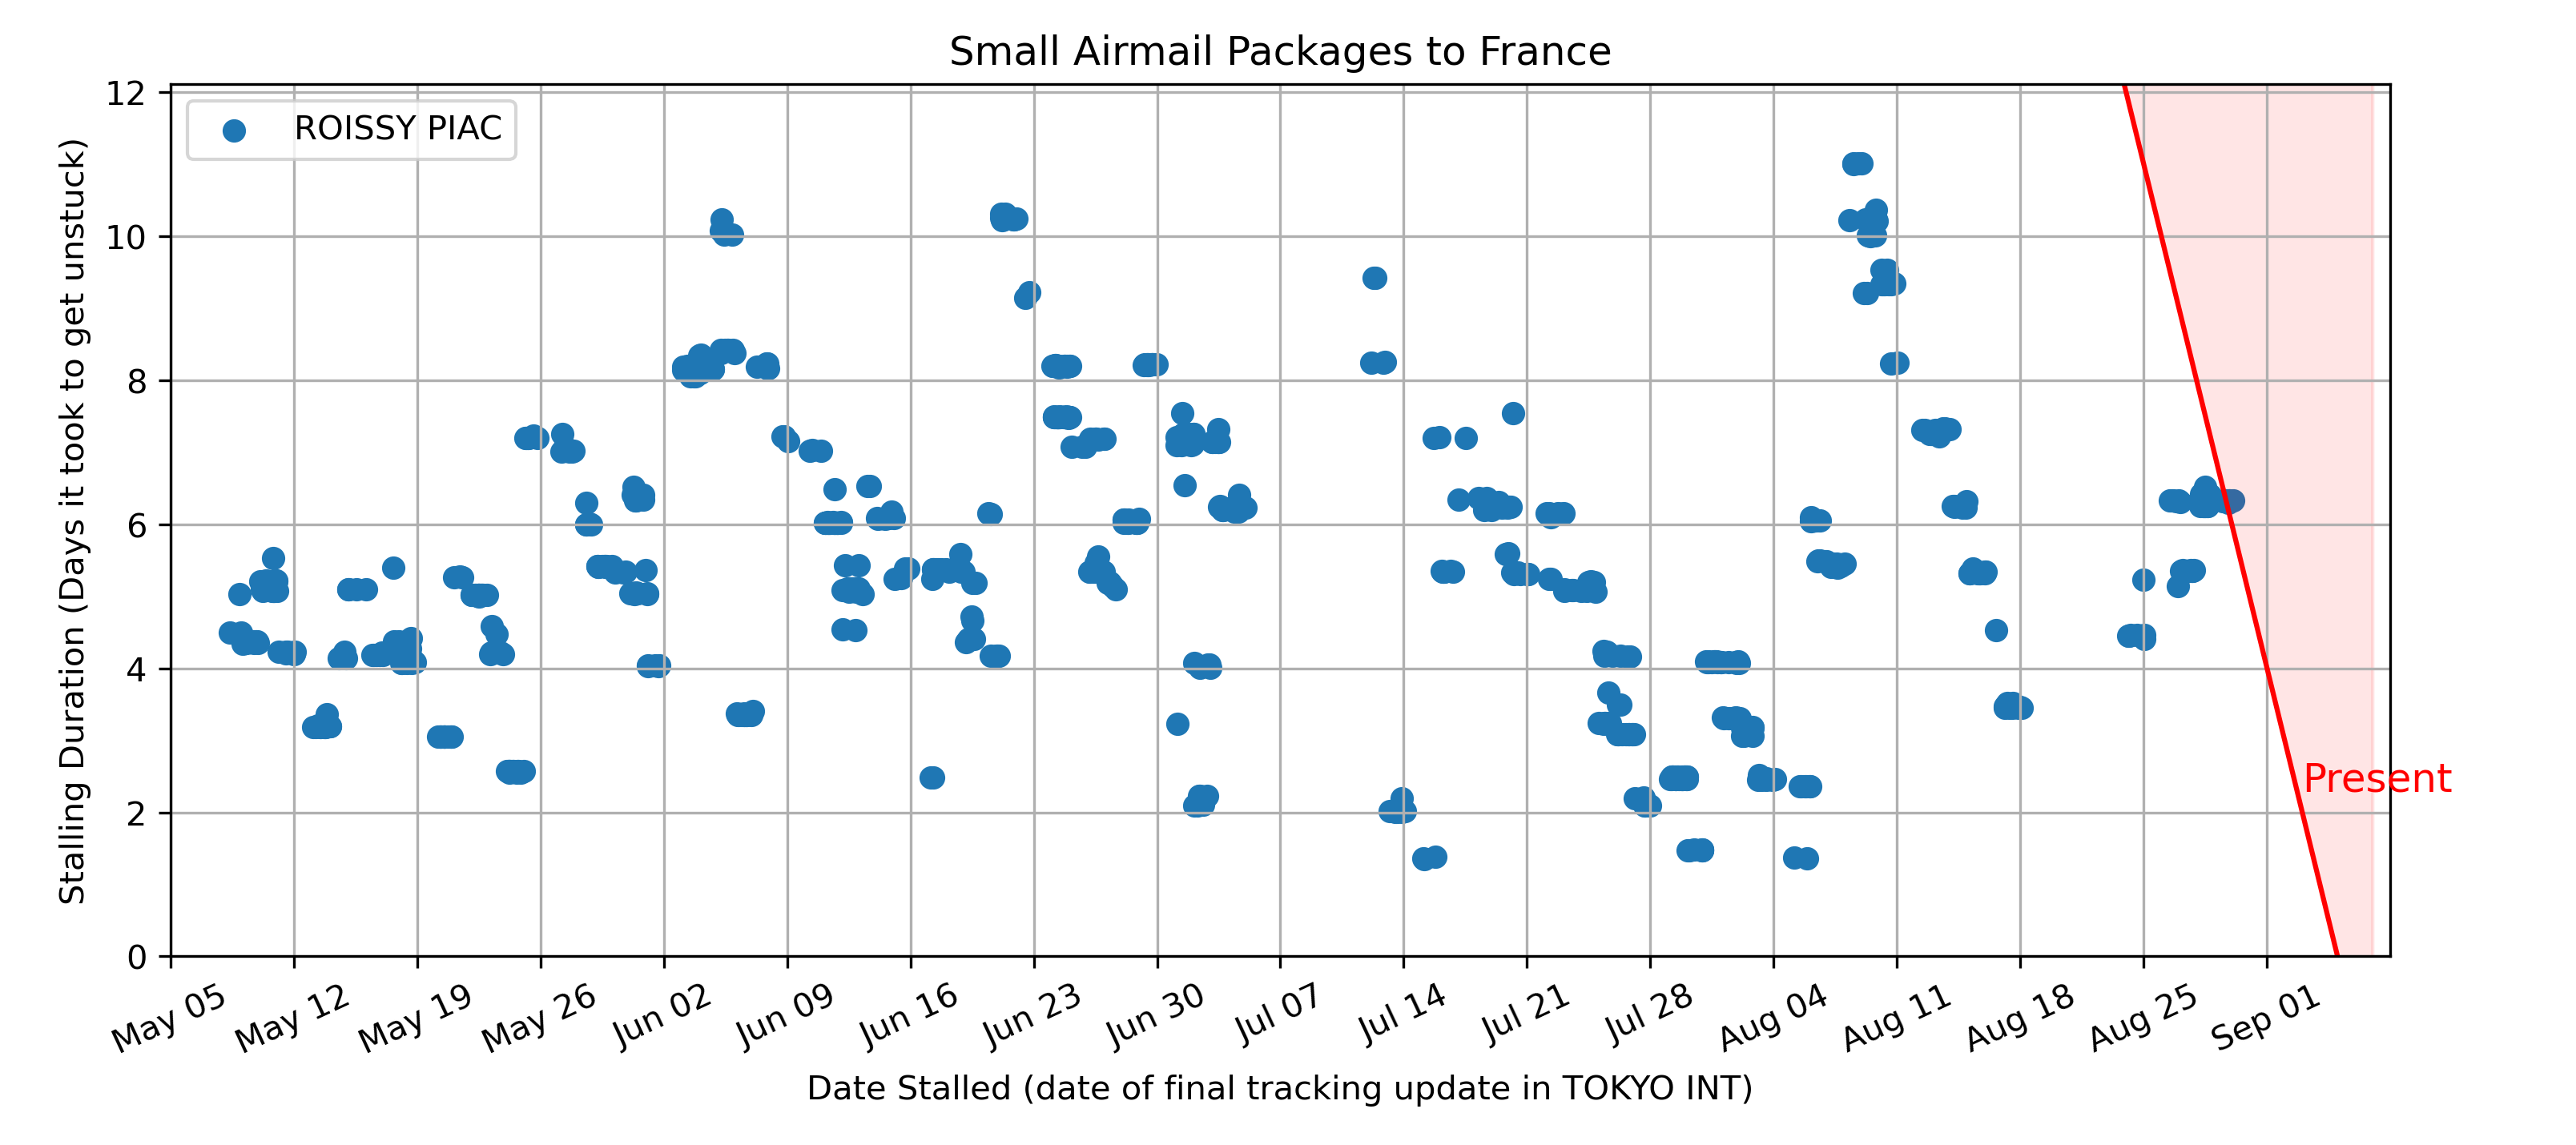 Small Airmail Packages to France
ROISSY PIAC
Stalling Duration (Days it took to get unstuck)
12
10
8
6
4
2
0
Present
May 05
May 12
May 19
May 26
Jun 02
Jun 09
Jun 16
Jun 23
Jun 30
Jul 07
Jul 14
Jul 21
Jul 28
Aug 04
Aug 11
Aug 18
Aug 25
Sep 01
Date Stalled (date of final tracking update in TOKYO INT)